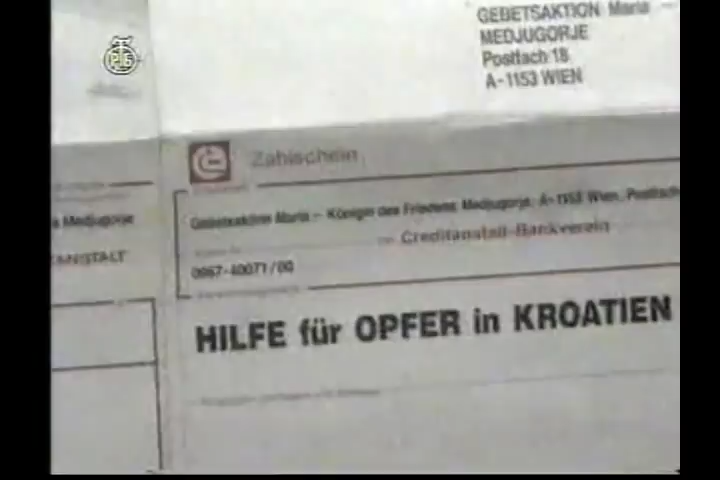 GEBETSAKTION Maria -
MEDJUGORJE
Postfach 18
A-1153 WIEN
Zahlschein
a Medjugorje
Gebetsaktion Maria – Königin des Friedens Medjugorje, A-1153 Wien, Postfach
ANSTALT
Creditanstalt-Bankverein
0967-40071/00
HILFE für OPFER in KROATIEN